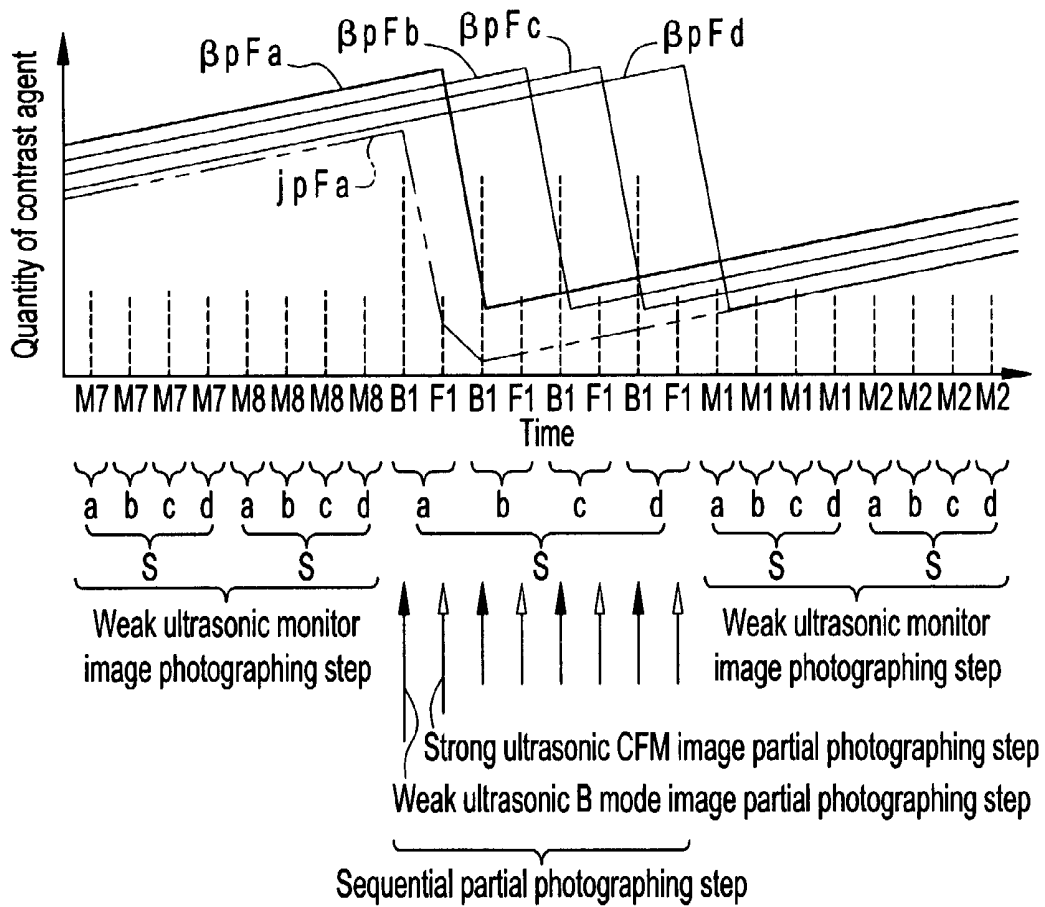 Quantity of contrast agent
βpFa
βpFb
βpFc
βpFd
jpFa
M7 M7 M7 M7 M8 M8 M8 M8 B1 F1 B1 F1 B1 F1 B1 F1 M1 M1 M1 M1 M2 M2 M2 M2
Time
a b c d a b c d a b c d a b c d a b c d
S S S S S
Weak ultrasonic monitor
image photographing step
Weak ultrasonic monitor
image photographing step
Strong ultrasonic CFM image partial photographing step
Weak ultrasonic B mode image partial photographing step
Sequential partial photographing step